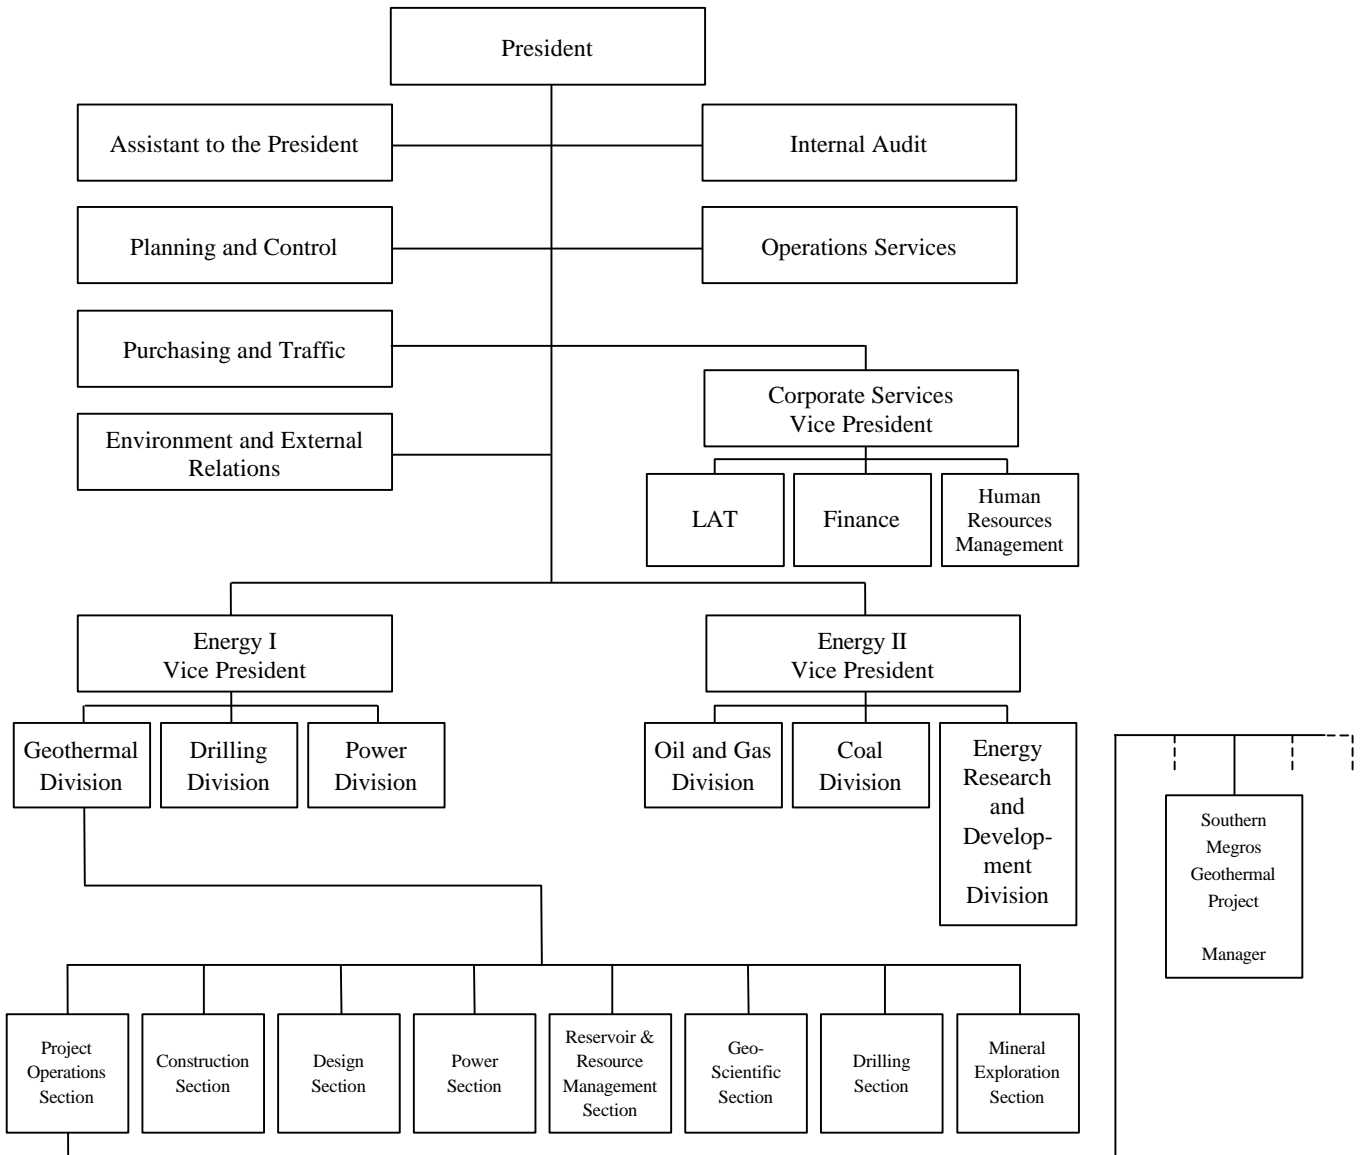 President
Assistant to the President
Internal Audit
Planning and Control
Operations Services
Purchasing and Traffic
Corporate Services
Vice President
Environment and External
Relations
LAT
Finance
Human
Resources
Management
Energy I
Vice President
Energy II
Vice President
Geothermal
Division
Drilling
Division
Power
Division
Oil and Gas
Division
Coal
Division
Energy
Research
and
Develop-
ment
Division
Southern
Megros
Geothermal
Project
Manager
Project
Operations
Section
Construction
Section
Design
Section
Power
Section
Reservoir &
Resource
Management
Section
Geo-
Scientific
Section
Drilling
Section
Mineral
Exploration
Section